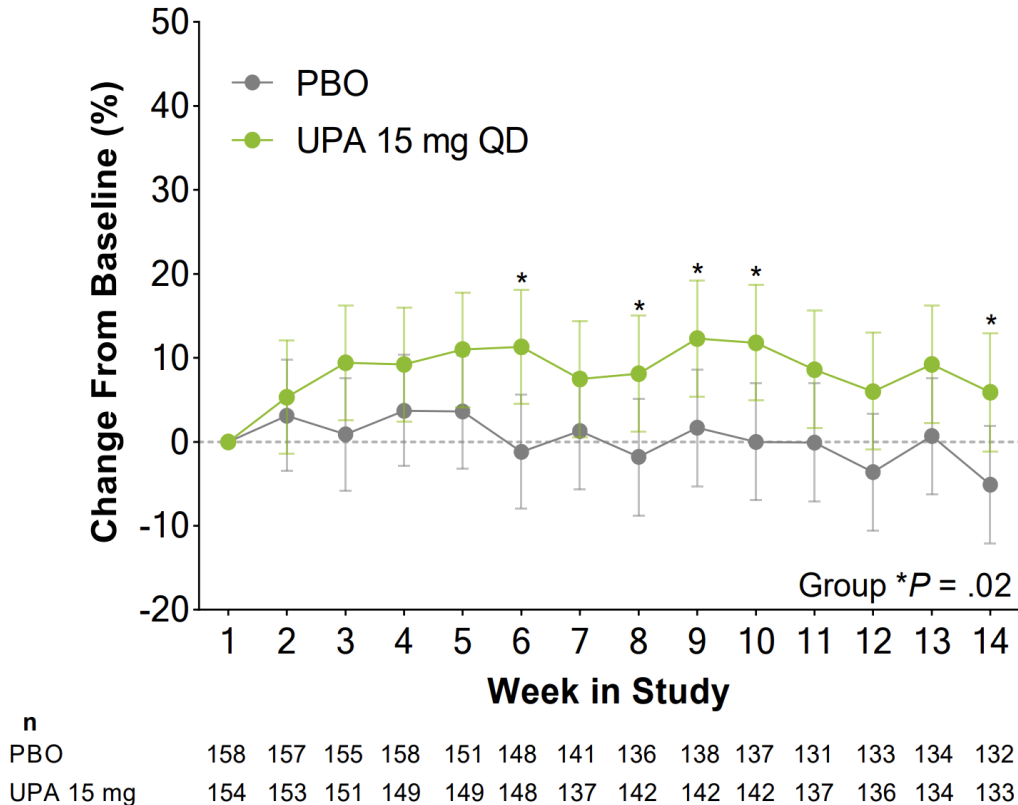 50
40
30
20
10
0
-10
-20
Change From Baseline (%)
PBO
UPA 15 mg QD
* * * * *
Group *P = .02
1 2 3 4 5 6 7 8 9 10 11 12 13 14
Week in Study
n
PBO 158 157 155 158 151 148 141 136 138 137 131 133 134 132
UPA 15 mg 154 153 151 149 149 148 137 142 142 142 137 136 134 133